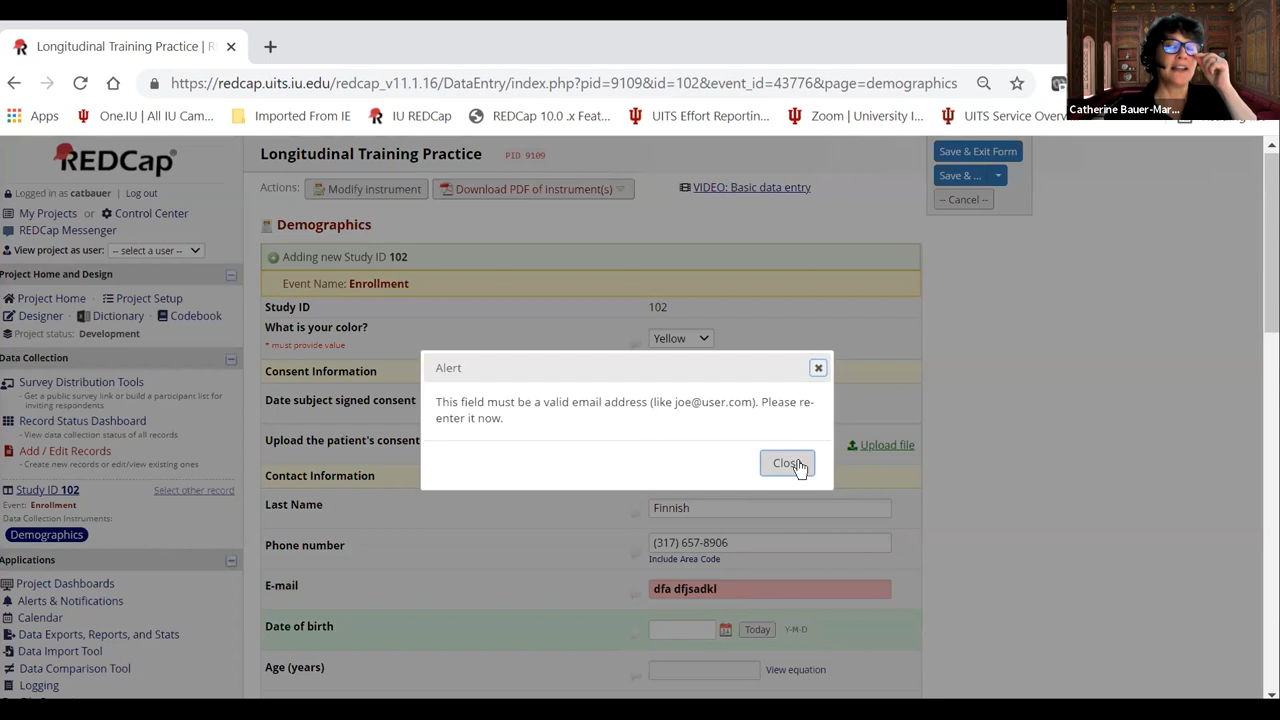 Longitudinal Training Practice | R
https://redcap.uits.iu.edu/redcap_v11.1.16/DataEntry/index.php?pid=9109&id=102&event_id=43776&page=demographics
Catherine Bauer-Mar...
Apps One.IU | All IU Cam... Imported From IE IU REDCap REDCap 10.0 .x Feat... UITS Effort Reportin... Zoom | University I... UITS Service Overv
REDCap
Logged in as catbauer | Log out
My Projects or Control Center
REDCap Messenger
View project as user: -- select a user --
Project Home and Design
Project Home · Project Setup
Designer · Dictionary · Codebook
Project status: Development
Data Collection
Survey Distribution Tools
- Get a public survey link or build a participant list for
inviting respondents
Record Status Dashboard
- View data collection status of all records
Add / Edit Records
- Create new records or edit/view existing ones
Study ID 102 Select other record
Event: Enrollment
Data Collection Instruments:
Demographics
Applications
Project Dashboards
Alerts & Notifications
Calendar
Data Exports, Reports, and Stats
Data Import Tool
Data Comparison Tool
Logging
Longitudinal Training Practice PID 9109
Actions: Modify instrument Download PDF of instrument(s) VIDEO: Basic data entry
Save & Exit Form
Save & ...
-- Cancel --
Demographics
Adding new Study ID 102
Event Name: Enrollment
Study ID 102
What is your color? Yellow
* must provide value
Consent Information
Date subject signed consent
Upload the patient's consent Upload file
Contact Information
Alert
This field must be a valid email address (like joe@user.com). Please re-
enter it now.
Close
Last Name Finnish
Phone number (317) 657-8906
Include Area Code
E-mail dfa dfjsadkl
Date of birth Today Y-M-D
Age (years) View equation